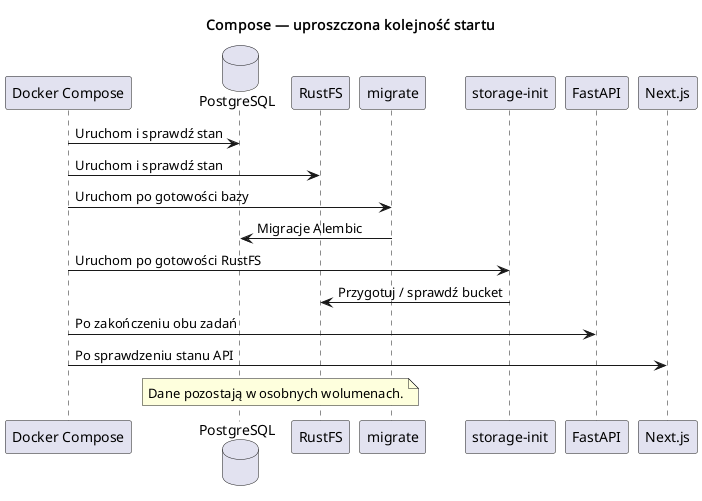 Compose — uproszczona kolejność startu
Docker Compose
PostgreSQL
RustFS
migrate
storage-init
FastAPI
Next.js
Uruchom i sprawdź stan
Uruchom i sprawdź stan
Uruchom po gotowości bazy
Migracje Alembic
Uruchom po gotowości RustFS
Przygotuj / sprawdź bucket
Po zakończeniu obu zadań
Po sprawdzeniu stanu API
Dane pozostają w osobnych wolumenach.
Docker Compose
PostgreSQL
RustFS
migrate
storage-init
FastAPI
Next.js